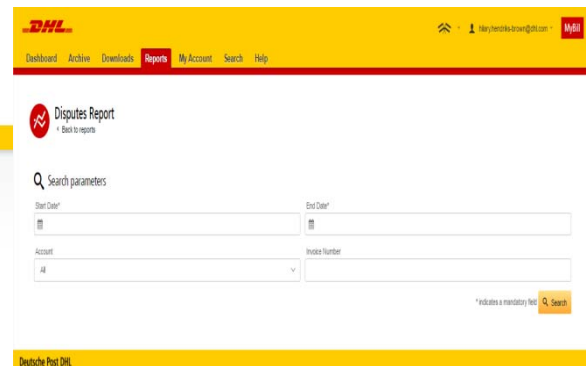 DHL
hilary.hendriks-brown@dhl.com
MyBill
Dashboard Archive Downloads Reports My Account Search Help
Disputes Report
Back to reports
Search parameters
Start Date* End Date*
Account Invoice Number
All
* indicates a mandatory field Search
Deutsche Post DHL